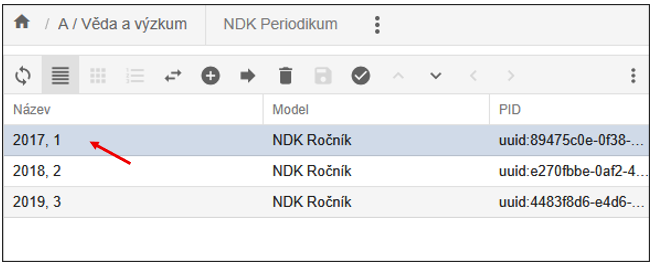 / A / Věda a výzkum NDK Periodikum
Název Model PID
2017, 1 NDK Ročník uuid:89475c0e-0f38-...
2018, 2 NDK Ročník uuid:e270fbbe-0af2-4...
2019, 3 NDK Ročník uuid:4483f8d6-e4d6-...